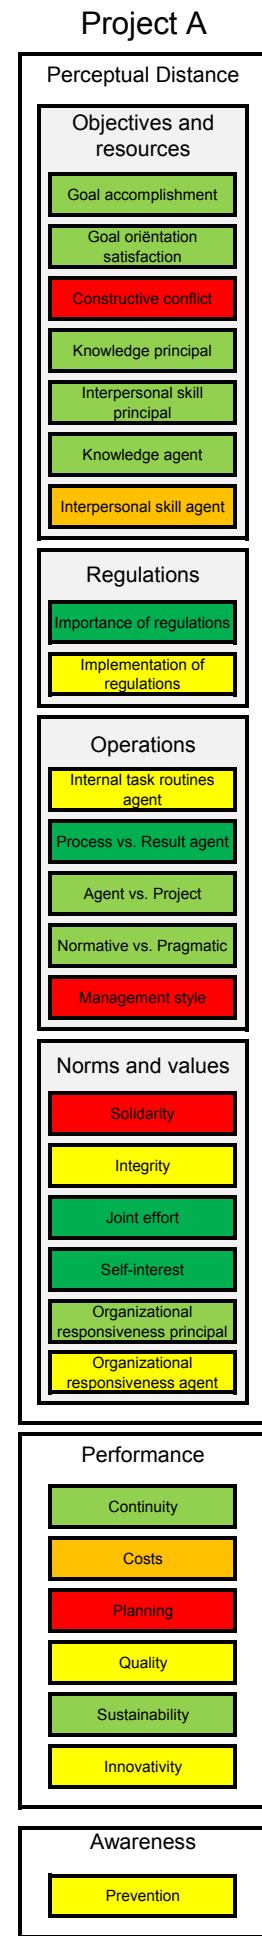 Project A
Perceptual Distance
Objectives and
resources
Goal accomplishment
Goal oriëntation
satisfaction
Constructive conflict
Knowledge principal
Interpersonal skill
principal
Knowledge agent
Interpersonal skill agent
Regulations
Importance of regulations
Implementation of
regulations
Operations
Internal task routines
agent
Process vs. Result agent
Agent vs. Project
Normative vs. Pragmatic
Management style
Norms and values
Solidarity
Integrity
Joint effort
Self-interest
Organizational
responsiveness principal
Organizational
responsiveness agent
Performance
Continuity
Costs
Planning
Quality
Sustainability
Innovativity
Awareness
Prevention